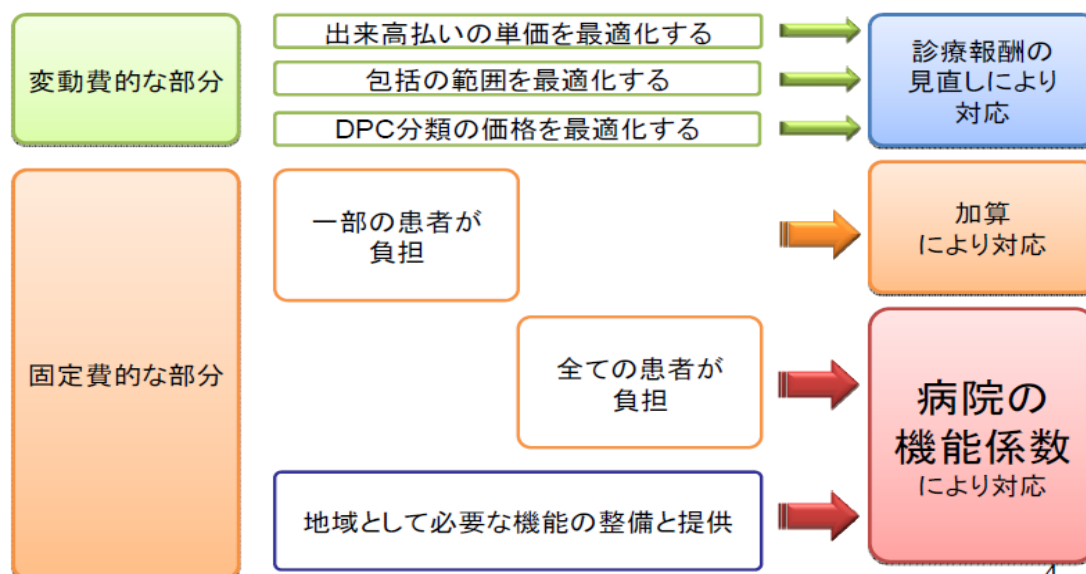 変動費的な部分
出来高払いの単価を最適化する
包括の範囲を最適化する
DPC分類の価格を最適化する
診療報酬の
見直しにより
対応
固定費的な部分
一部の患者が
負担
加算
により対応
全ての患者が
負担
地域として必要な機能の整備と提供
病院の
機能係数
により対応
4